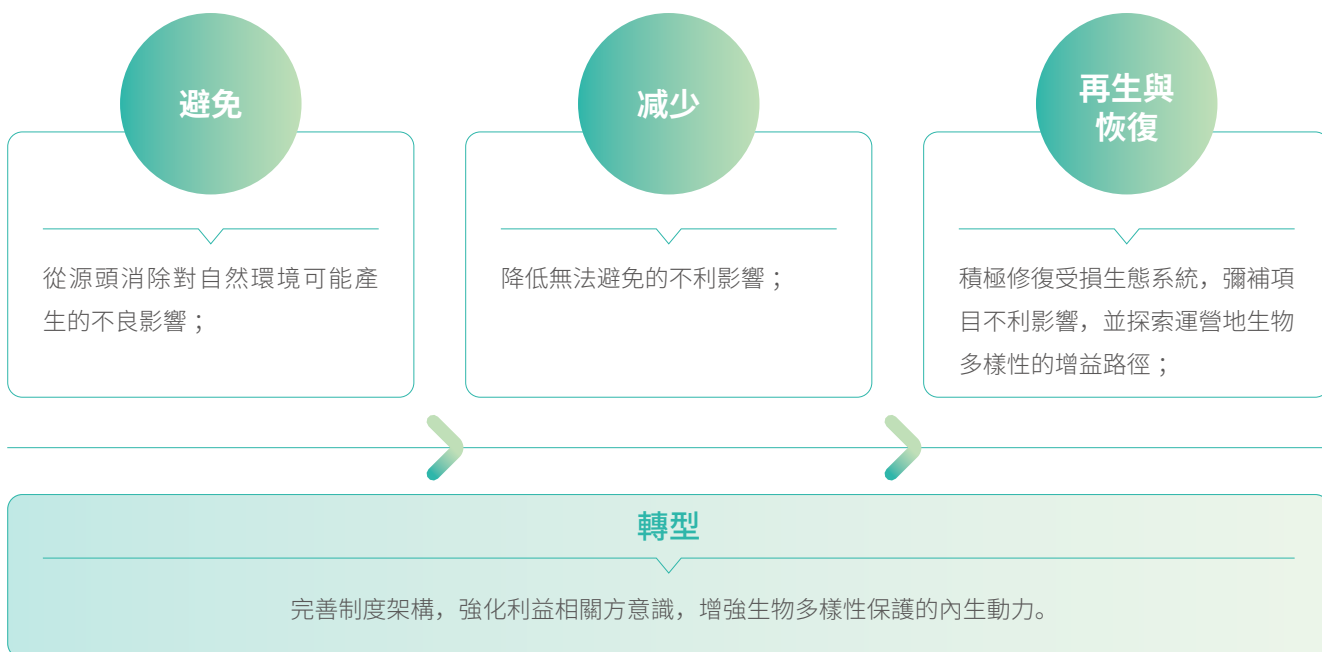 避免
從源頭消除對自然環境可能產
生的不良影響；
减少
降低無法避免的不利影響；
再生與
恢復
積極修復受損生態系統，彌補項
目不利影響，並探索運營地生物
多樣性的增益路徑；
轉型
完善制度架構，強化利益相關方意識，增強生物多樣性保護的內生動力。